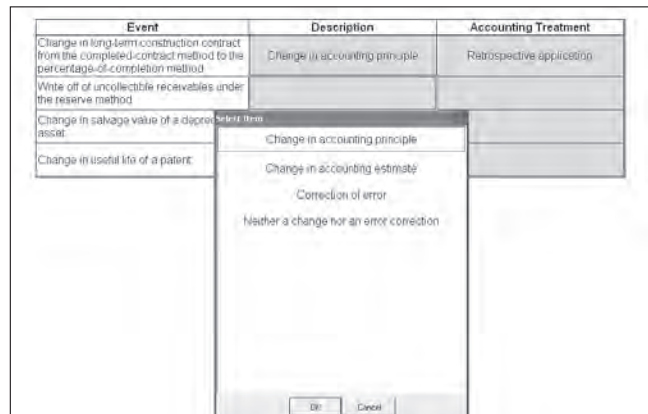 Event Description Accounting Treatment
Change in long-term construction contract
from the completed-contract method to the
percentage-of-completion method
Change in accounting principle
Retrospective application
Write off of uncollectible receivables under
the reserve method
Change in salvage value of a deprec
asset
Change in useful life of a patent
Select Item
Change in accounting principle
Change in accounting estimate
Correction of error
Neither a change nor an error correction
OK Cancel